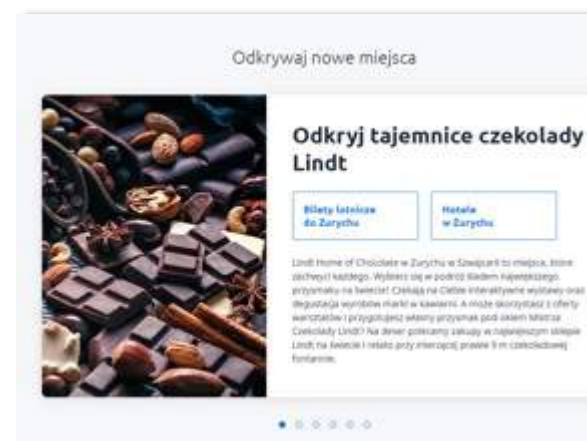 Odkrywaj nowe miejsca
Odkryj tajemnice czekolady
Lindt
Bilety lotnicze
do Zurychu
Hotele
w Zurychu
Lindt Home of Chocolate w Zurychu w Szwajcarii to miejsce, które
zachwyci każdego. Wybierz się w podróż śladem największego
przysmaku na świecie! Czekają na Ciebie interaktywne wystawy oraz
degustacja wyrobów marki w kawiarni. A może skorzystasz z oferty
warsztatów i przygotujesz własny przysmak pod okiem Mistrza
Czekolady Lindt? Na deser polecamy zakupy w największym sklepie
Lindt na świecie i relaks przy mierzącej prawie 9 m czekoladowej
fontannie.